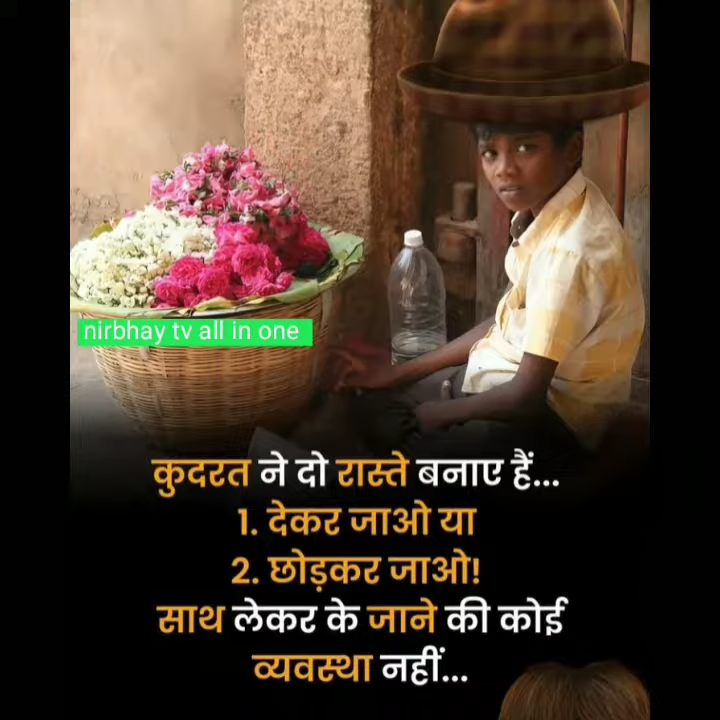 nirbhay tv all in one
कुदरत ने दो रास्ते बनाए हैं...
1. देकर जाओ या
2. छोड़कर जाओ!
साथ लेकर के जाने की कोई
व्यवस्था नहीं...